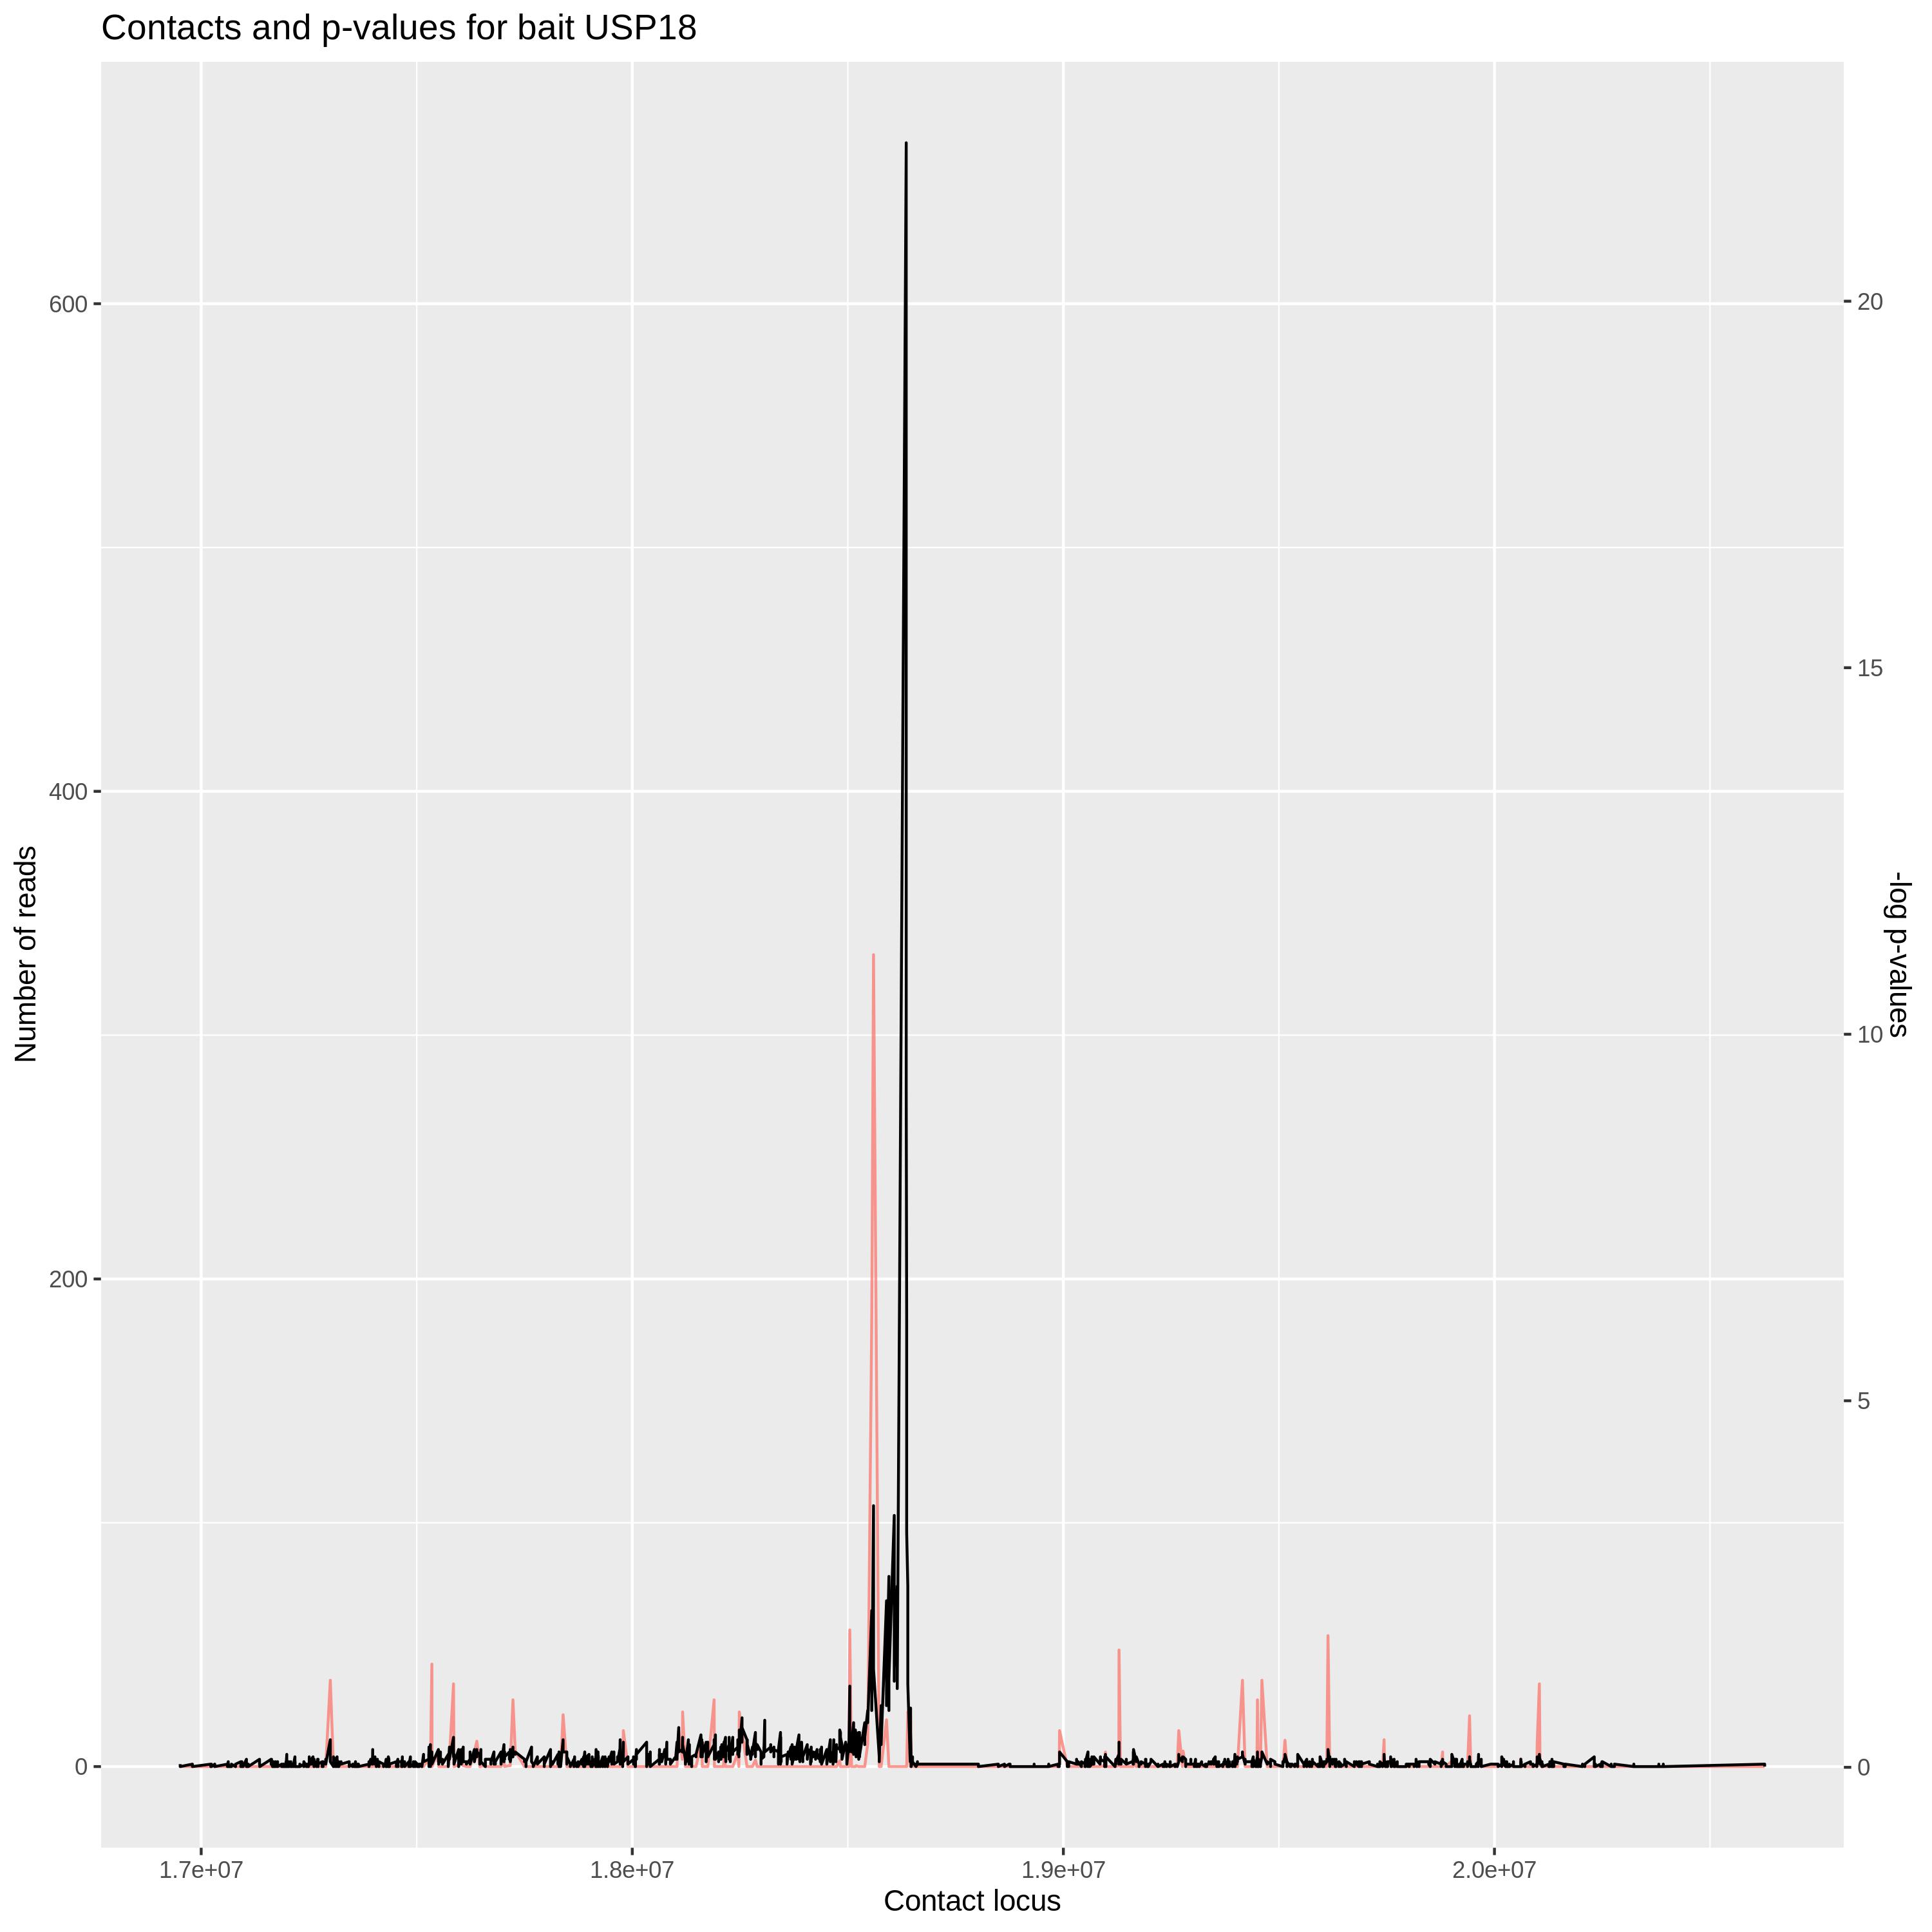 Contacts and p-values for bait USP18
600
400
200
0
20
15
10
5
0
Number of reads
-log p-values
1.7e+07 1.8e+07 1.9e+07 2.0e+07
Contact locus